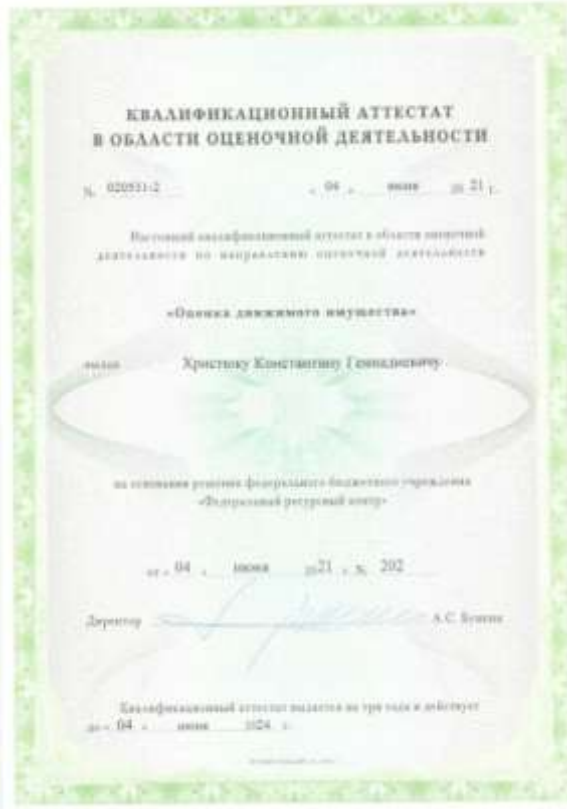 КВАЛИФИКАЦИОННЫЙ АТТЕСТАТ
В ОБЛАСТИ ОЦЕНОЧНОЙ ДЕЯТЕЛЬНОСТИ
№ 020531-2 « 04 » июня 20 21 г.
Настоящий квалификационный аттестат в области оценочной
деятельности по направлению оценочной деятельности
«Оценка движимого имущества»
выдан Христюку Константину Геннадиевичу
на основании решения федерального бюджетного учреждения
«Федеральный ресурсный центр»
от « 04 » июня 20 21 г. № 202
Директор А.С. Бункин
Квалификационный аттестат выдается на три года и действует
до « 04 » июня 2024 г.